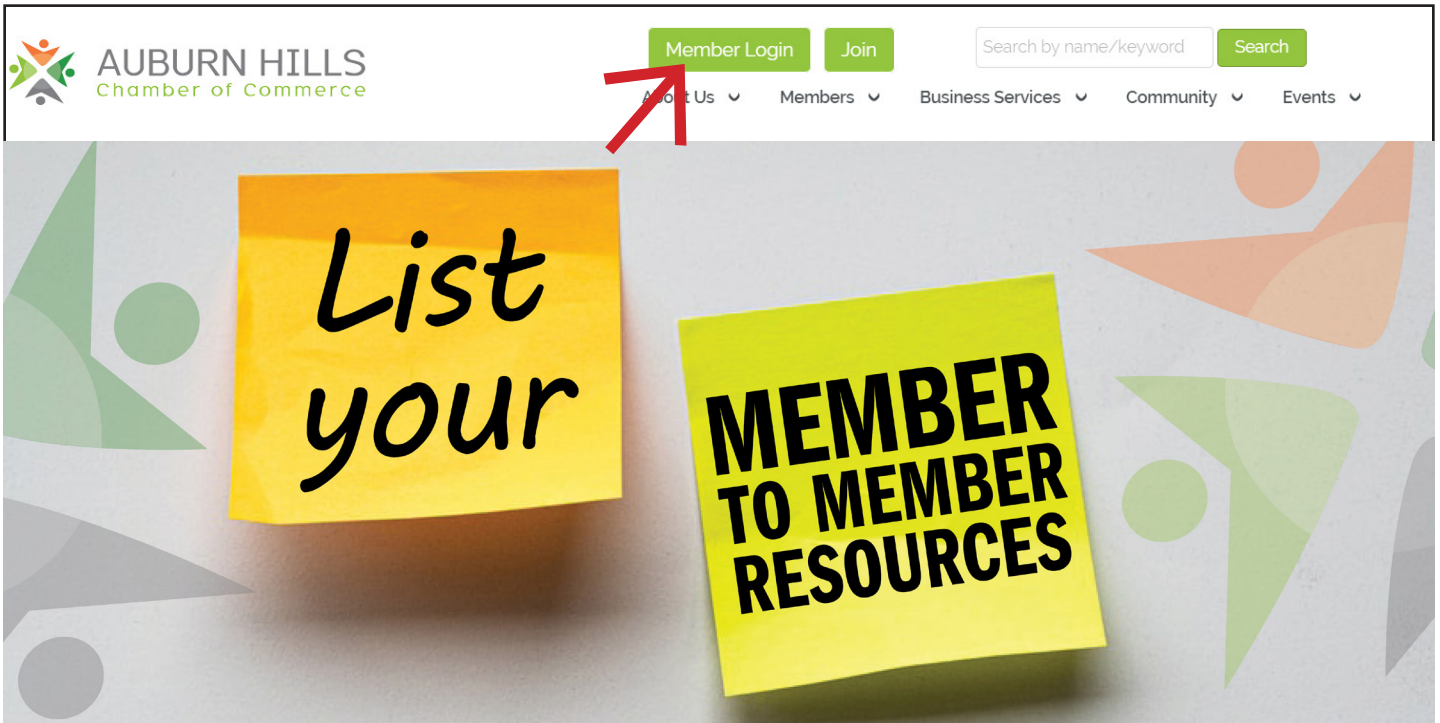 AUBURN HILLS
Chamber of Commerce
Member Login
Join
Search by name/keyword
Search
About Us
Members
Business Services
Community
Events
List
your
MEMBER
TO MEMBER
RESOURCES